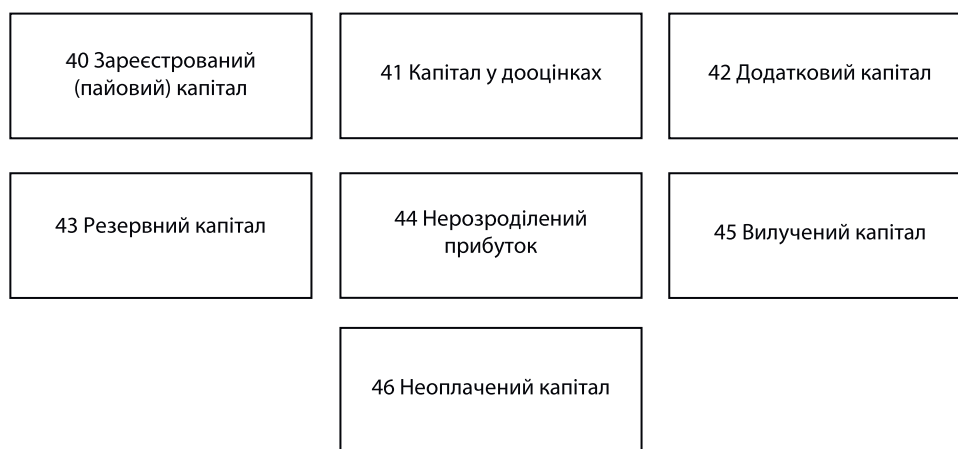 40 Зареєстрований
(пайовий) капітал
41 Капітал у дооцінках
42 Додатковий капітал
43 Резервний капітал
44 Нерозроділений
прибуток
45 Вилучений капітал
46 Неоплачений капітал